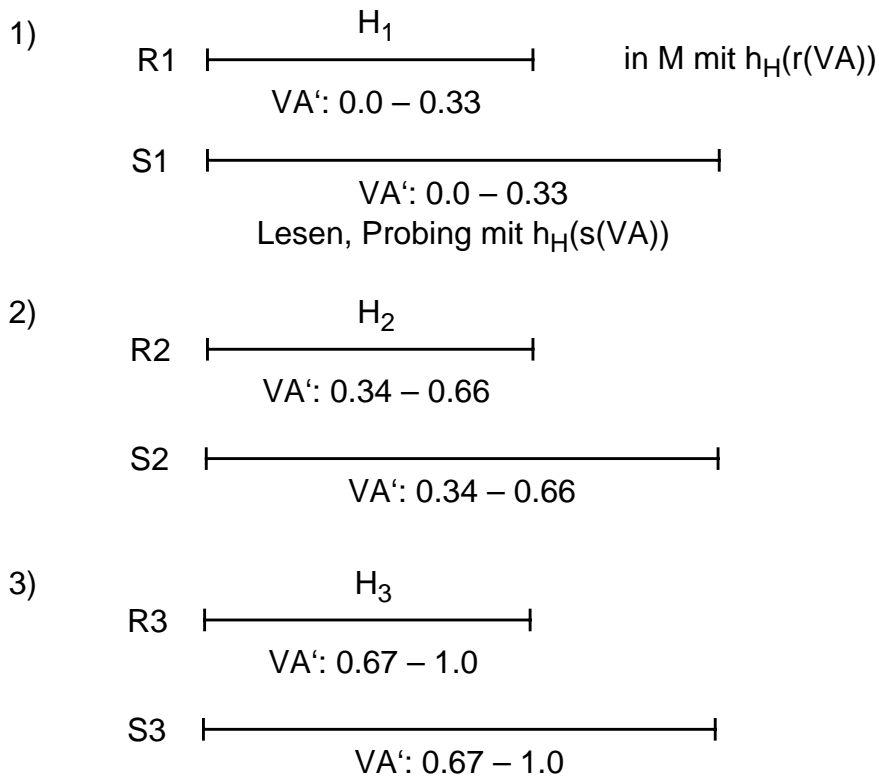 1)
H₁
R1
in M mit h_H(r(VA))
VA‘: 0.0 – 0.33
S1
VA‘: 0.0 – 0.33
Lesen, Probing mit h_H(s(VA))
2)
H₂
R2
VA‘: 0.34 – 0.66
S2
VA‘: 0.34 – 0.66
3)
H₃
R3
VA‘: 0.67 – 1.0
S3
VA‘: 0.67 – 1.0